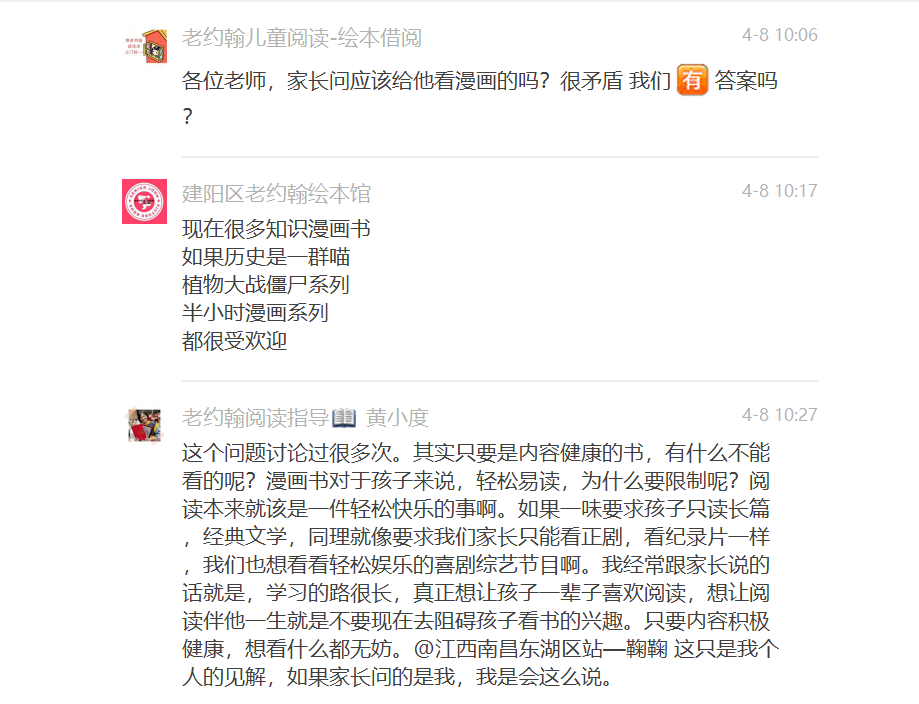 老约翰儿童阅读-绘本借阅
4-8 10:06
各位老师，家长问应该给他看漫画的吗？很矛盾 我们 🈶 答案吗
？
建阳区老约翰绘本馆
4-8 10:17
现在很多知识漫画书
如果历史是一群喵
植物大战僵尸系列
半小时漫画系列
都很受欢迎
老约翰阅读指导📖 黄小度
4-8 10:27
这个问题讨论过很多次。其实只要是内容健康的书，有什么不能
看的呢？漫画书对于孩子来说，轻松易读，为什么要限制呢？阅
读本来就该是一件轻松快乐的事啊。如果一味要求孩子只读长篇
，经典文学，同理就像要求我们家长只能看正剧，看纪录片一样
，我们也想看看轻松娱乐的喜剧综艺节目啊。我经常跟家长说的
话就是，学习的路很长，真正想让孩子一辈子喜欢阅读，想让阅
读伴他一生就是不要现在去阻碍孩子看书的兴趣。只要内容积极
健康，想看什么都无妨。@江西南昌东湖区站—鞠鞠 这只是我个
人的见解，如果家长问的是我，我是会这么说。